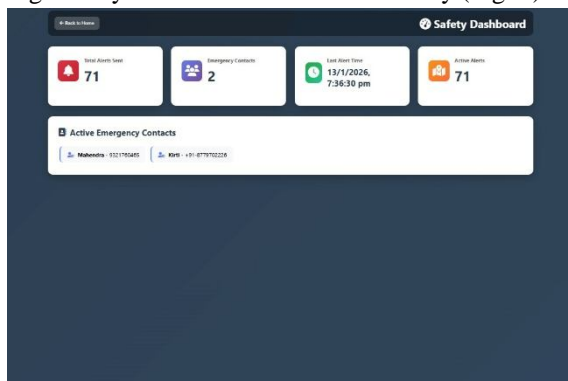 ← Back to Home
Safety Dashboard
Total Alerts Sent
71
Emergency Contacts
2
Last Alert Time
13/1/2026,
7:36:30 pm
Active Alerts
71
Active Emergency Contacts
Mahendra -
Kirti - +91-8779702226